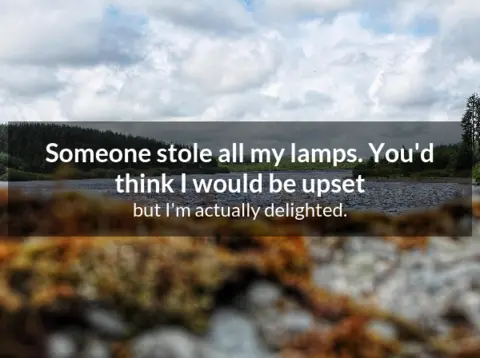 Someone stole all my lamps. You'd
think I would be upset
but I'm actually delighted.